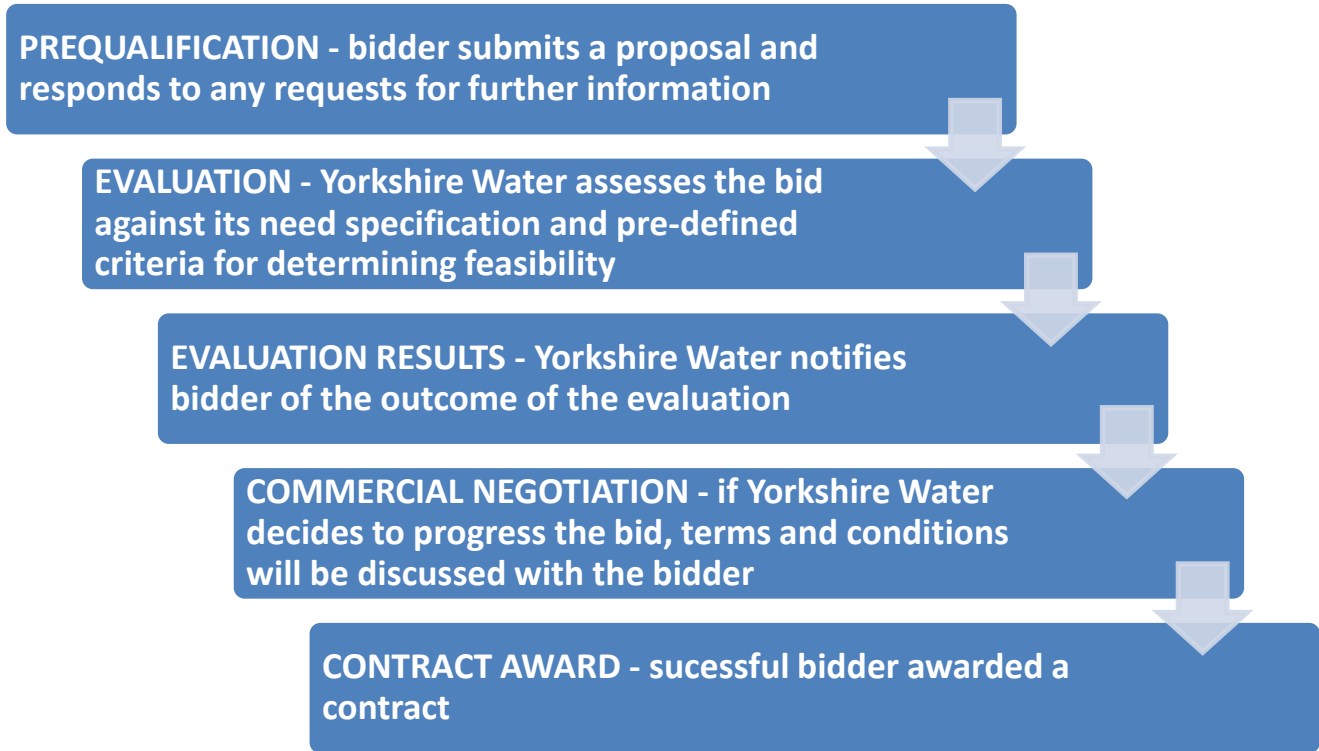 PREQUALIFICATION - bidder submits a proposal and
responds to any requests for further information
EVALUATION - Yorkshire Water assesses the bid
against its need specification and pre-defined
criteria for determining feasibility
EVALUATION RESULTS - Yorkshire Water notifies
bidder of the outcome of the evaluation
COMMERCIAL NEGOTIATION - if Yorkshire Water
decides to progress the bid, terms and conditions
will be discussed with the bidder
CONTRACT AWARD - sucessful bidder awarded a
contract